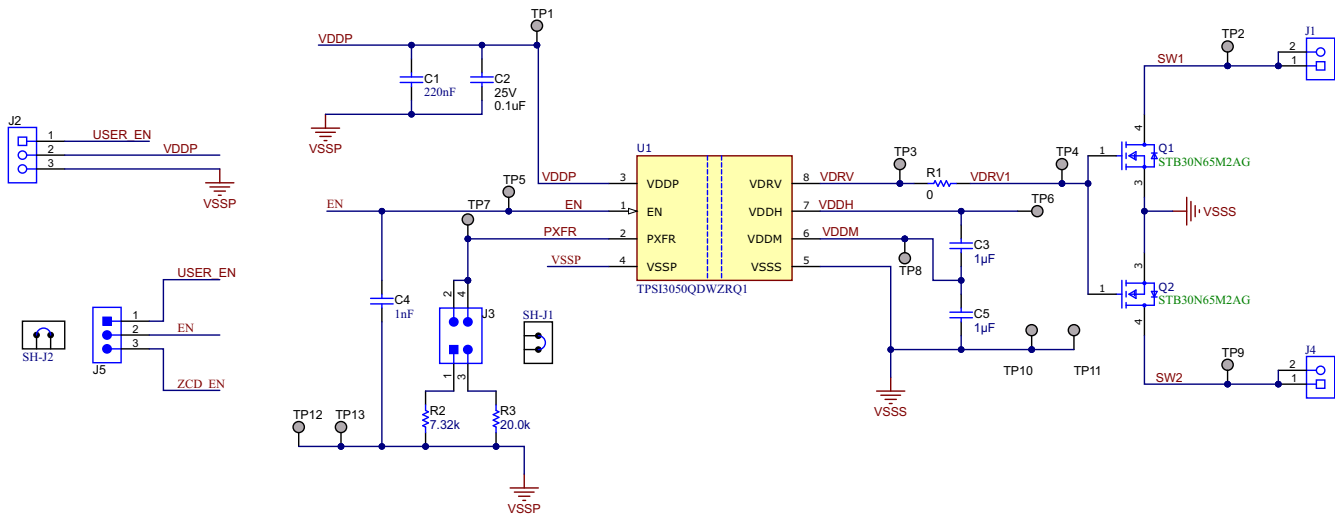 TP1
VDDP
C1
220nF
C2
25V
0.1uF
VSSP
J2
1
USER_EN
2
VDDP
3
VSSP
TP2
J1
SW1
2
1
4
Q1
STB30N65M2AG
1
3
VSSS
3
Q2
STB30N65M2AG
1
4
TP9
J4
SW2
2
1
U1
VDDP
3
VDDP
VDRV
8
VDRV
TP3
R1
0
VDRV1
TP4
TP5
EN
EN
1
EN
VDDH
7
VDDH
TP6
TP7
PXFR
2
PXFR
VDDM
6
VDDM
TP8
VSSP
4
VSSP
VSSS
5
TPSI3050QDWZRQ1
C3
1µF
C5
1µF
TP10
TP11
VSSS
C4
1nF
2
4
J3
SH-J1
1
3
R2
7.32k
R3
20.0k
TP12
TP13
VSSP
USER_EN
1
EN
2
3
ZCD_EN
J5
SH-J2